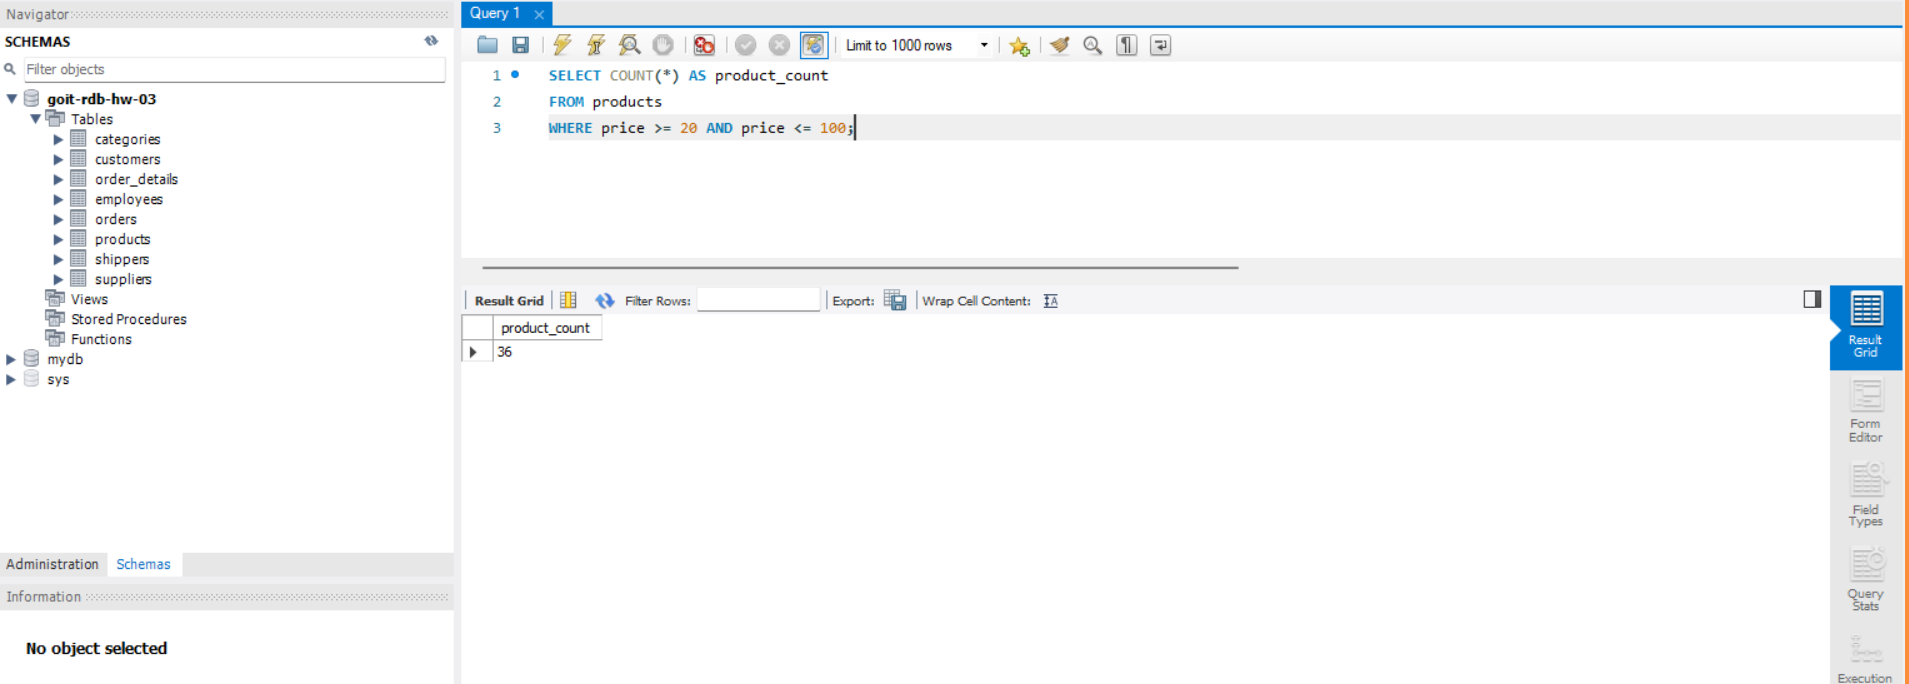 Navigator
SCHEMAS
Filter objects
goit-rdb-hw-03
Tables
categories
customers
order_details
employees
orders
products
shippers
suppliers
Views
Stored Procedures
Functions
mydb
sys
Administration Schemas
Information
No object selected
Query 1
Limit to 1000 rows
1 SELECT COUNT(*) AS product_count
2 FROM products
3 WHERE price >= 20 AND price <= 100;
Result Grid Filter Rows: Export: Wrap Cell Content:
product_count
36
Result
Grid
Form
Editor
Field
Types
Query
Stats
Execution